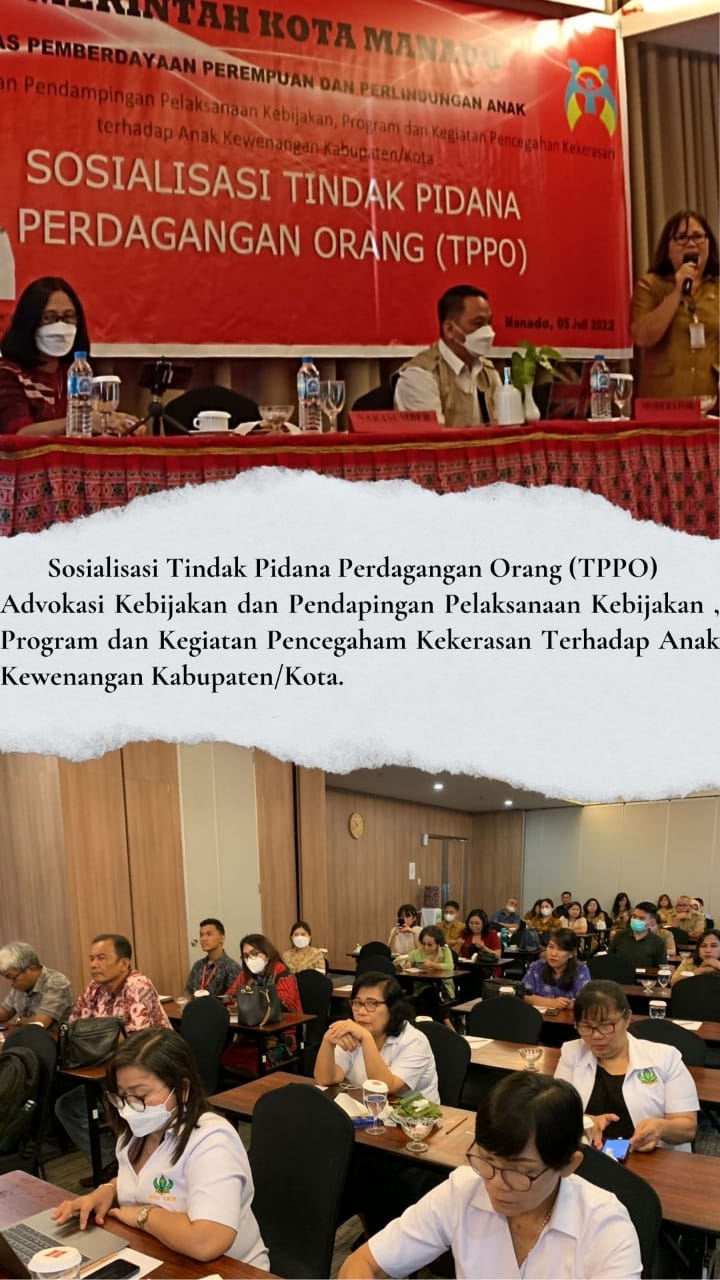 PEMERINTAH KOTA MANADO
PEMBERDAYAAN PEREMPUAN DAN PERLINDUNGAN ANAK
Pendampingan Pelaksanaan Kebijakan, Program dan Kegiatan Pencegahan Kekerasan
terhadap Anak Kewenangan Kabupaten/Kota
SOSIALISASI TINDAK PIDANA
PERDAGANGAN ORANG (TPPO)
Manado, 05 Juli 2022
NARASUMBER
MODERATOR
Sosialisasi Tindak Pidana Perdagangan Orang (TPPO)
Advokasi Kebijakan dan Pendapingan Pelaksanaan Kebijakan ,
Program dan Kegiatan Pencegaham Kekerasan Terhadap Anak
Kewenangan Kabupaten/Kota.